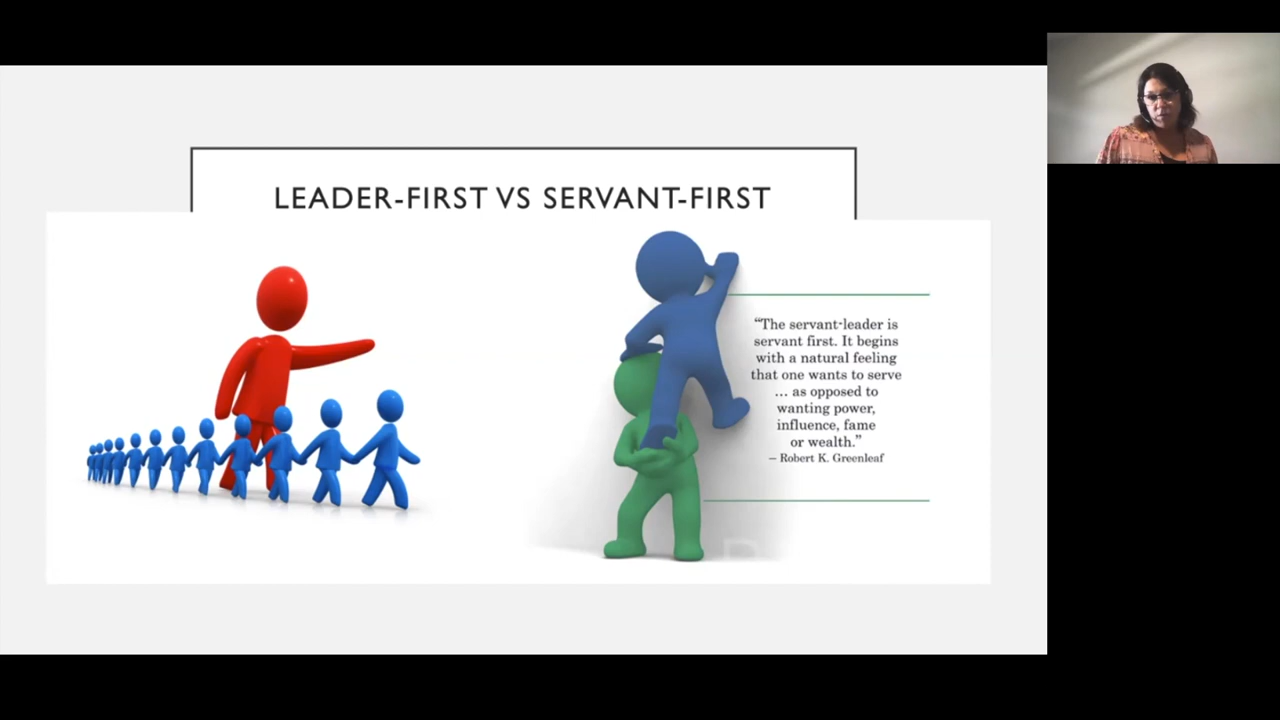 LEADER-FIRST VS SERVANT-FIRST
“The servant-leader is
servant first. It begins
with a natural feeling
that one wants to serve
... as opposed to
wanting power,
influence, fame
or wealth.”
– Robert K. Greenleaf